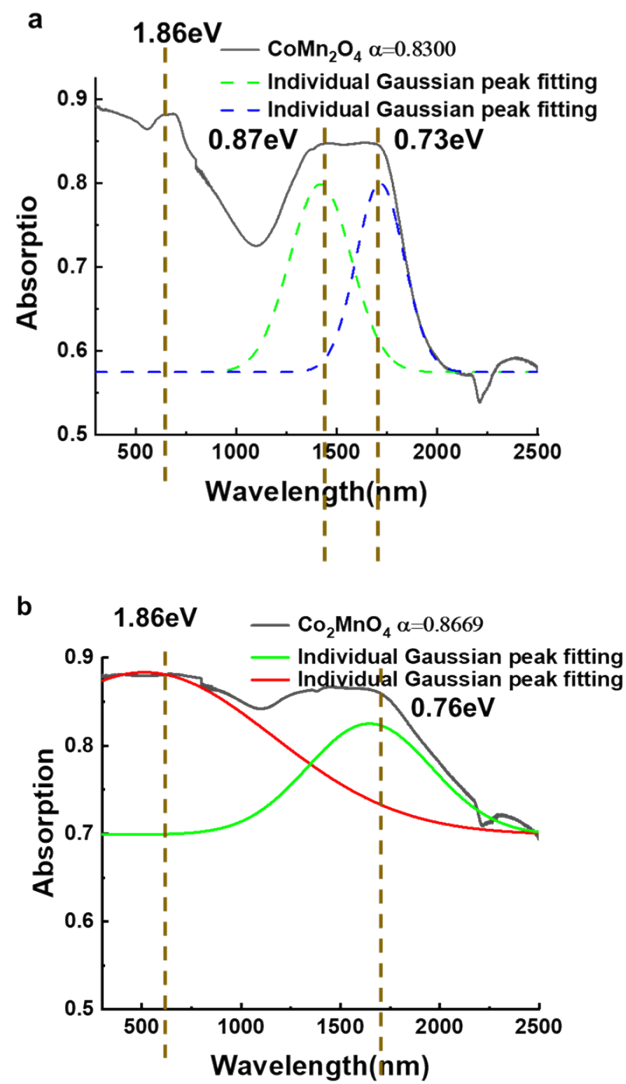 a
1.86eV
CoMn₂O₄ α=0.8300
Individual Gaussian peak fitting
Individual Gaussian peak fitting
0.87eV
0.73eV
0.9
0.8
0.7
0.6
0.5
Absorptio
500 1000 1500 2000 2500
Wavelength(nm)
b
1.86eV
Co₂MnO₄ α=0.8669
Individual Gaussian peak fitting
Individual Gaussian peak fitting
0.76eV
0.9
0.8
0.7
0.6
0.5
Absorption
500 1000 1500 2000 2500
Wavelength(nm)